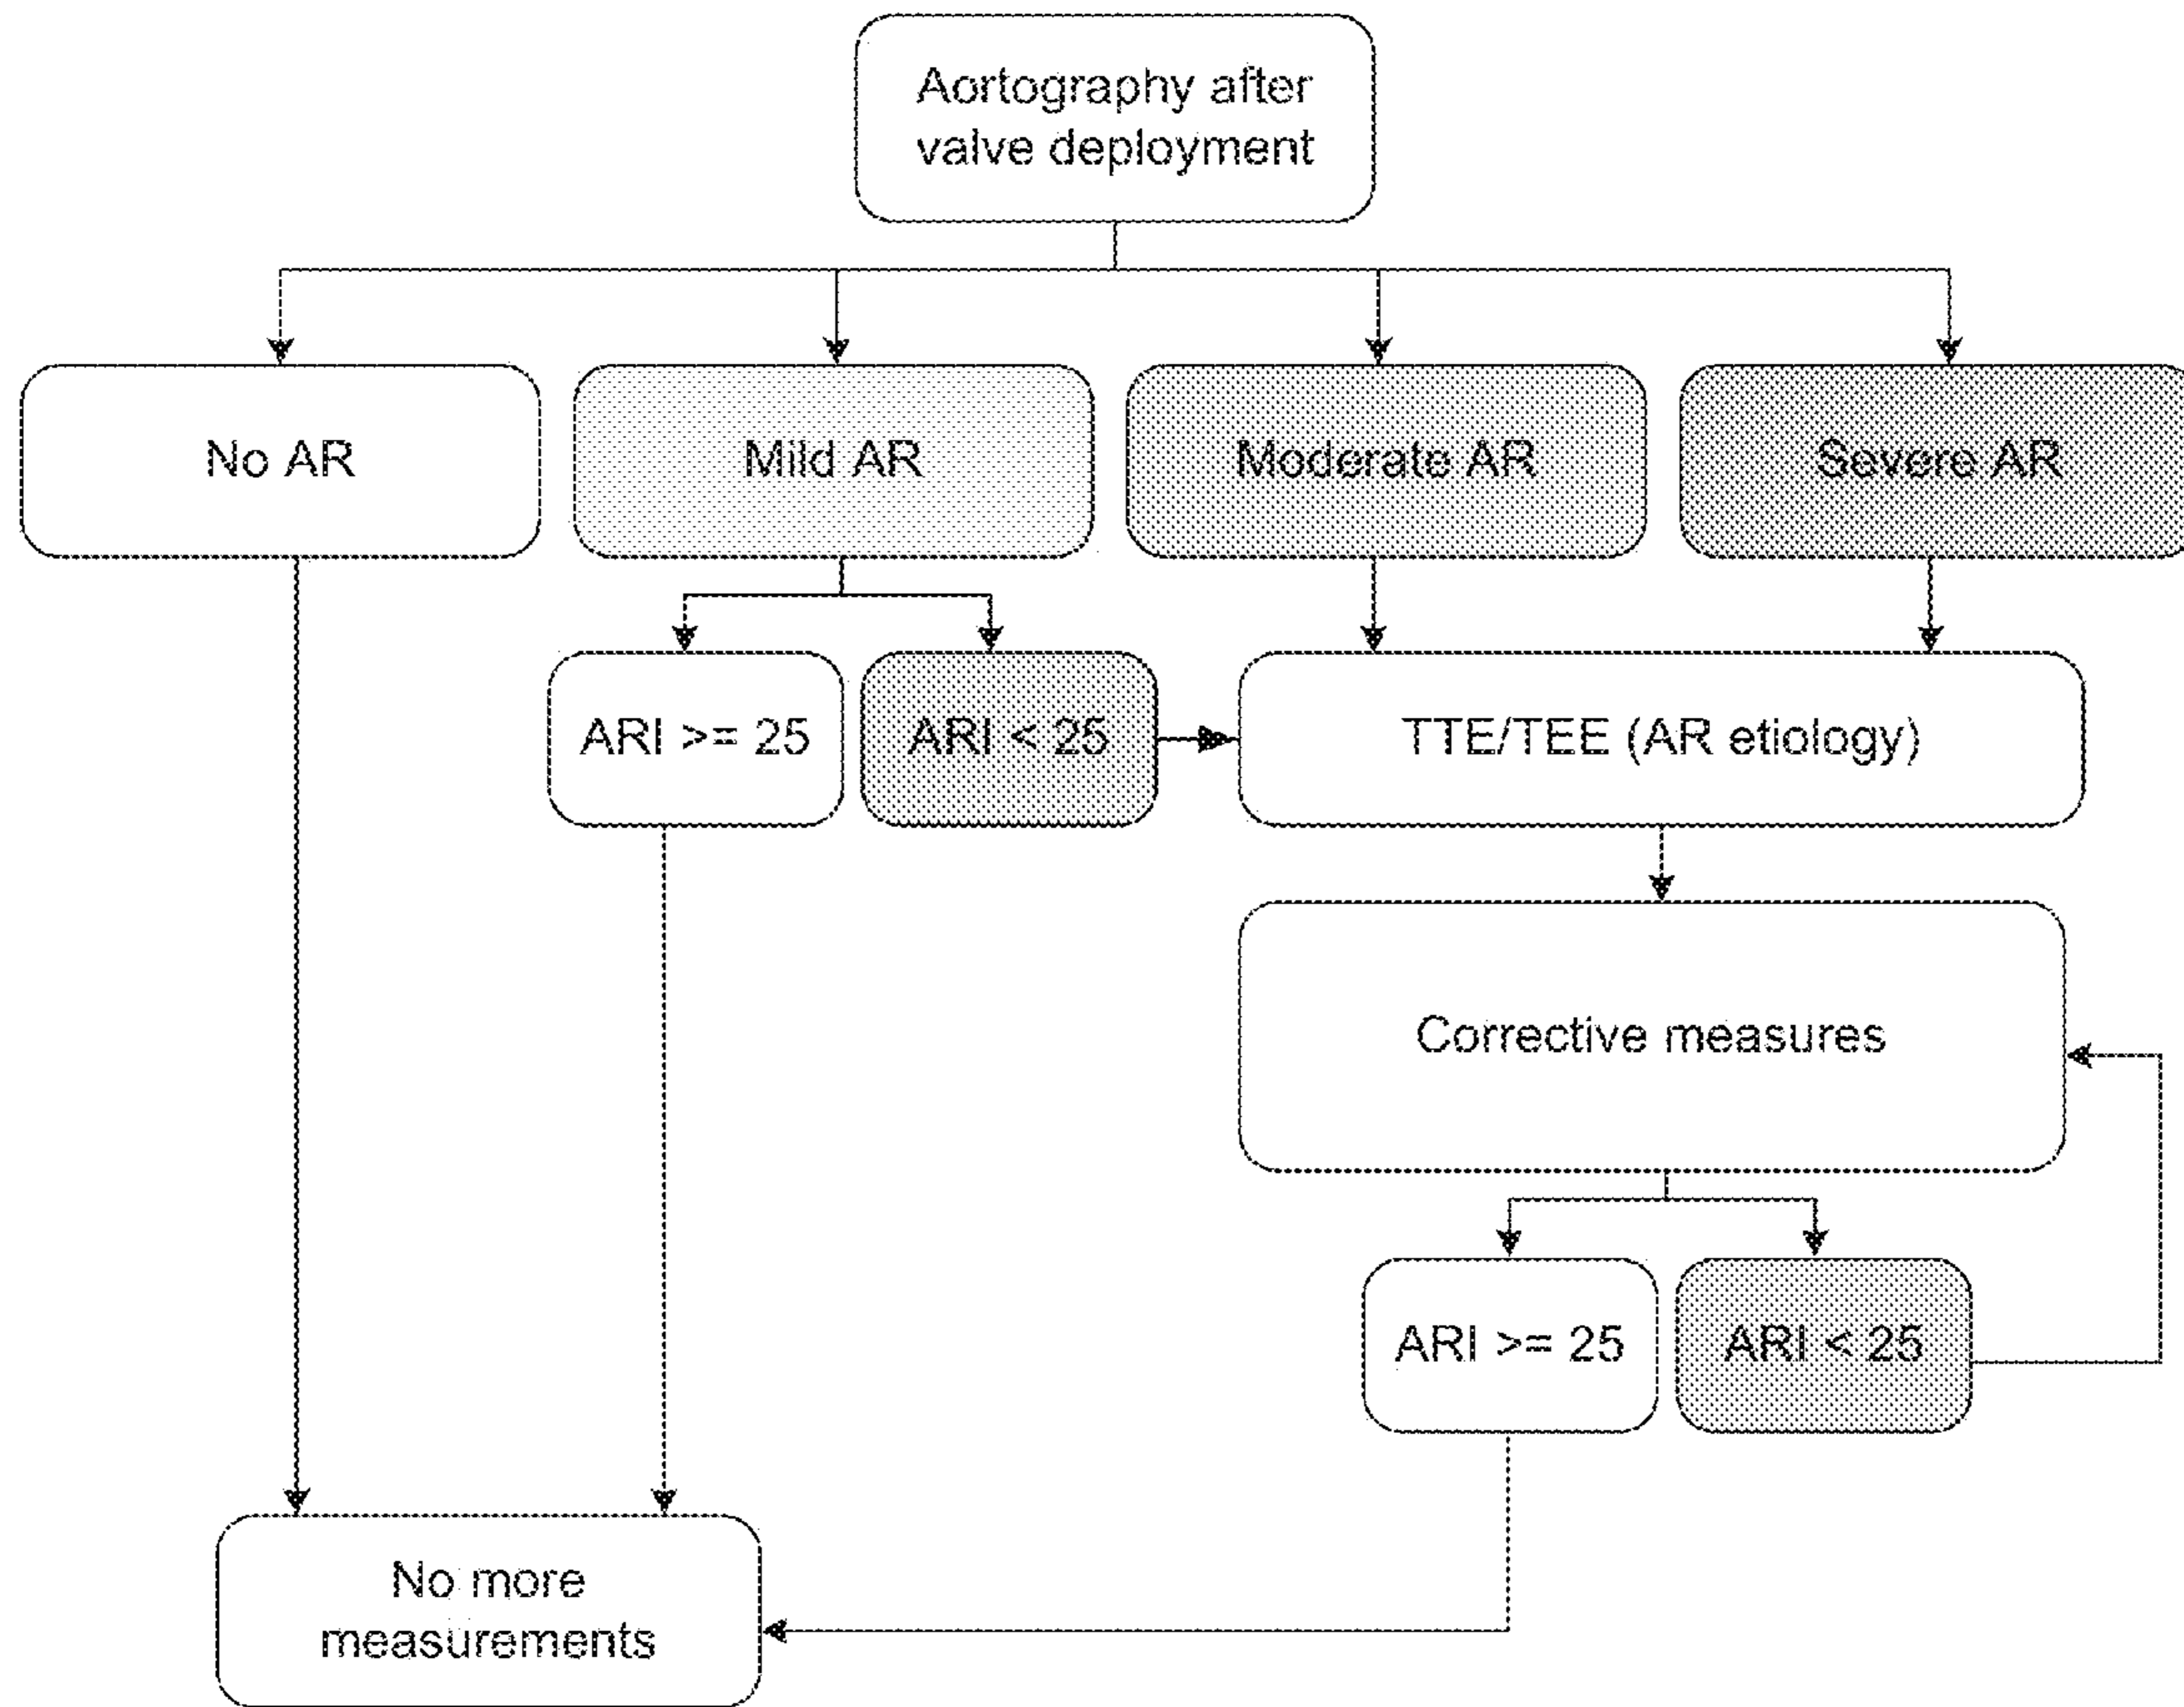 Aortography after
valve deployment
No AR
Mild AR
Moderate AR
Severe AR
ARI >= 25
ARI < 25
TTE/TEE (AR etiology)
Corrective measures
ARI >= 25
ARI < 25
No more
measurements